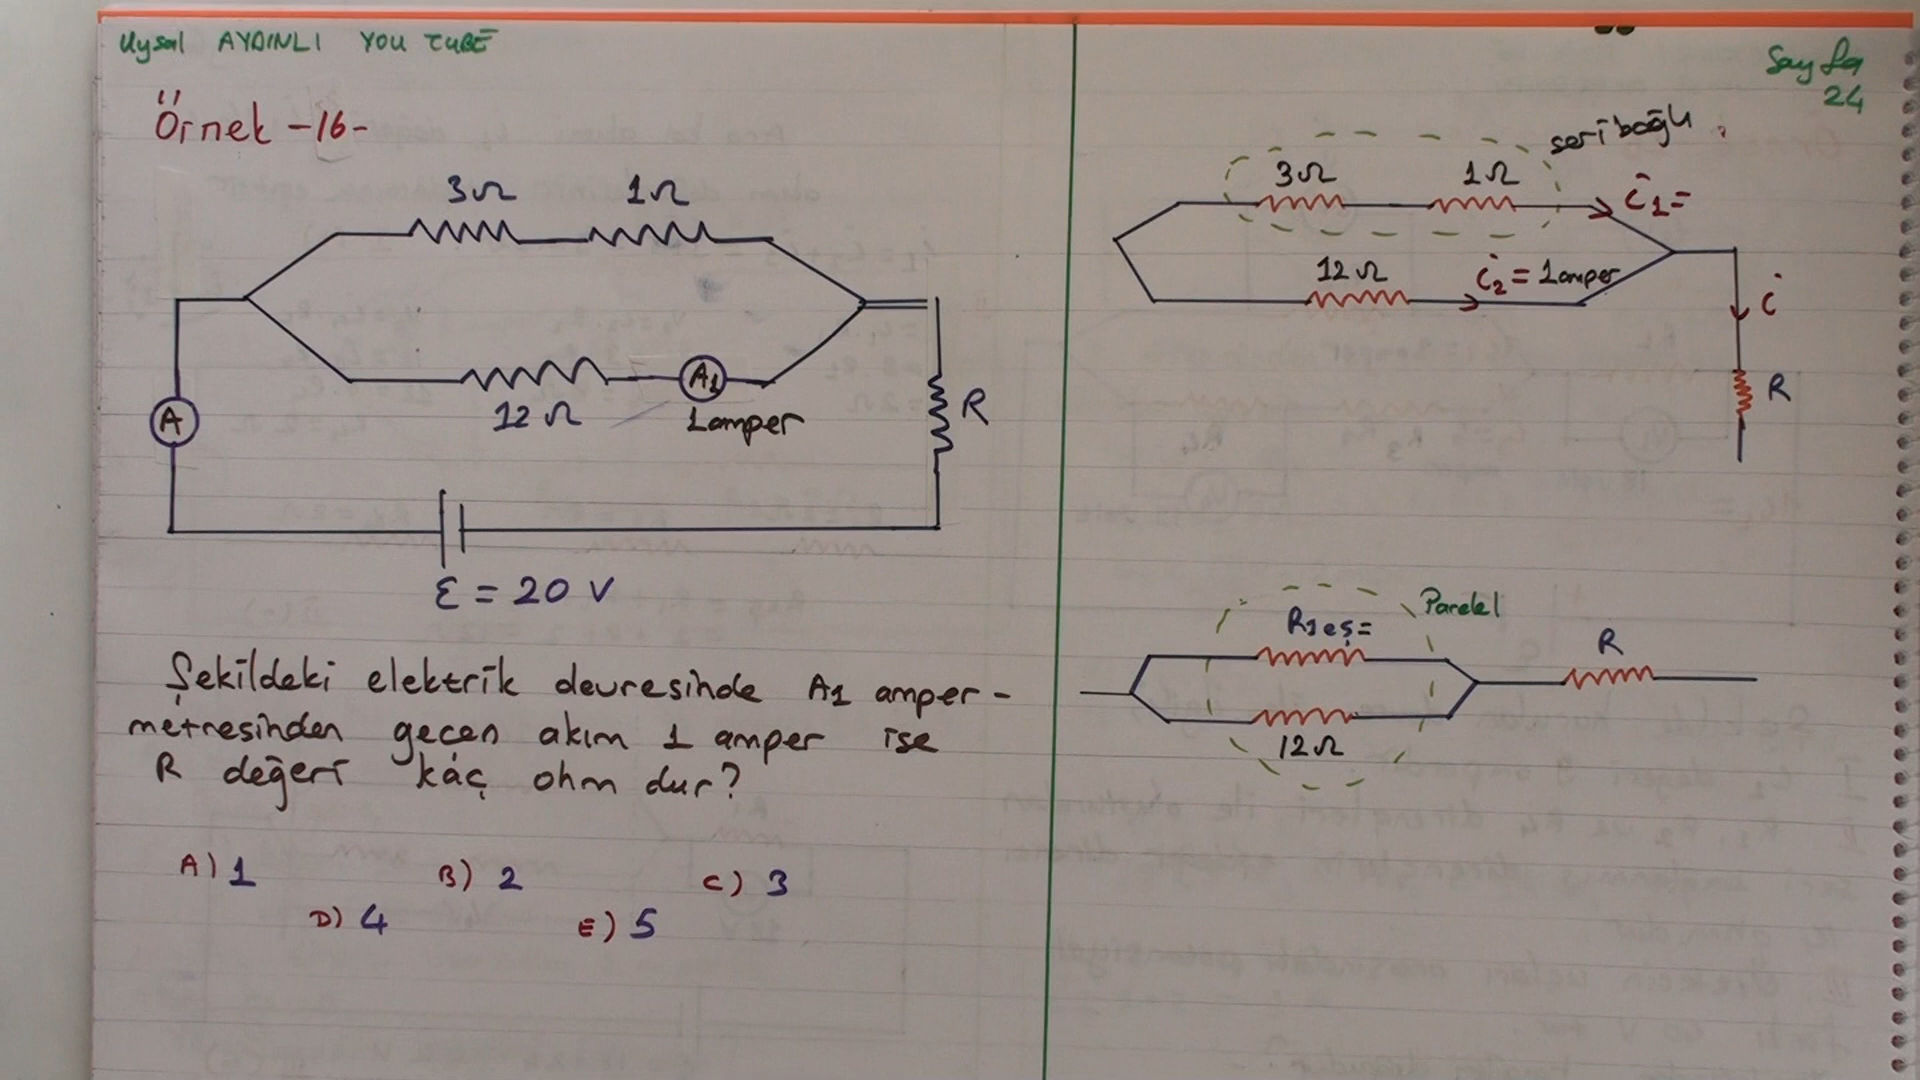 Uysal AYDINLI YOU TUBE
Sayfa
24
Örnek -16-
3Ω 1Ω
12Ω
A1
1amper
A
R
ε = 20 V
Şekildeki elektrik devresinde A1 amper-
metresinden geçen akım 1 amper ise
R değeri kaç ohm dur?
A) 1 B) 2 C) 3
D) 4 E) 5
seri bağlı
3Ω 1Ω i1=
12Ω i2= 1amper
i
R
Paralel
R1eş=
R
12Ω